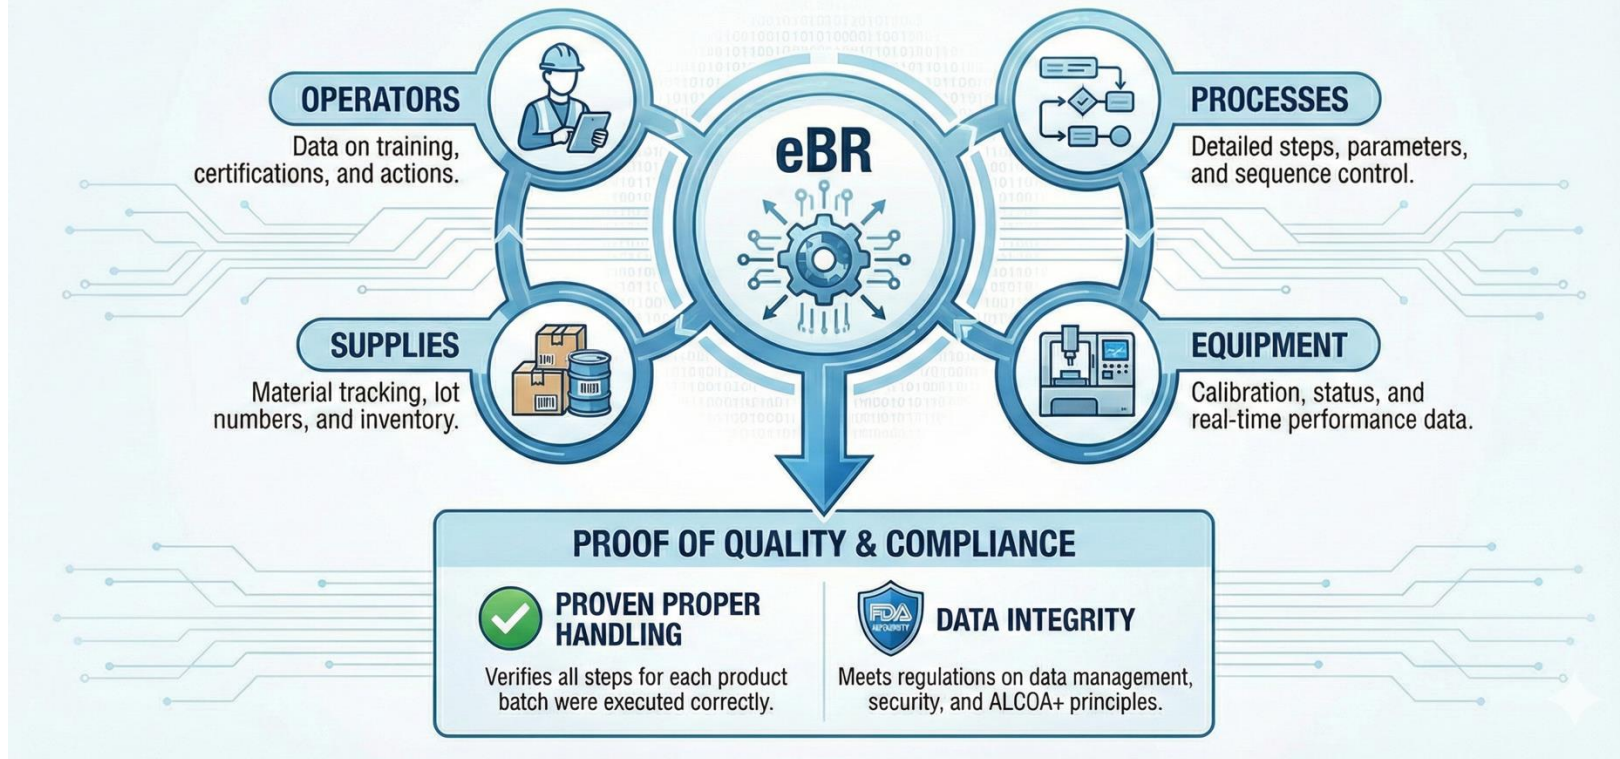 OPERATORS
Data on training,
certifications, and actions.
eBR
PROCESSES
Detailed steps, parameters,
and sequence control.
SUPPLIES
Material tracking, lot
numbers, and inventory.
EQUIPMENT
Calibration, status, and
real-time performance data.
PROOF OF QUALITY & COMPLIANCE
PROVEN PROPER
HANDLING
Verifies all steps for each product
batch were executed correctly.
FDA
DATA INTEGRITY
Meets regulations on data management,
security, and ALCOA+ principles.